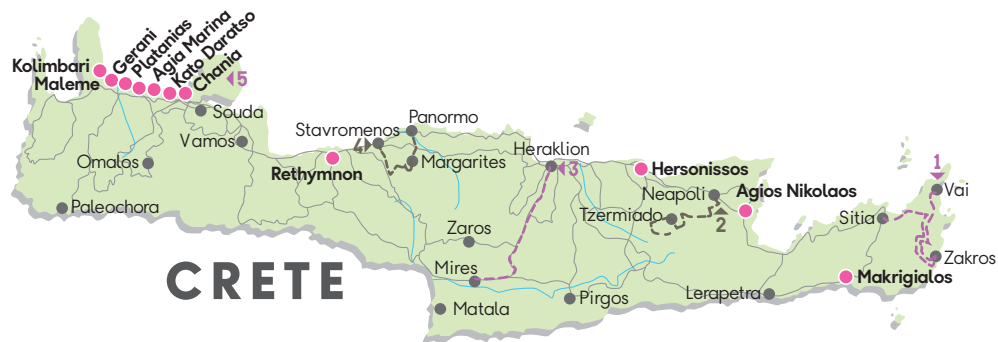 Kolimbari
Maleme
Gerani
Platanias
Agia Marina
Kato Daratso
Chania
5
Souda
Vamos
Omalos
Paleochora
Stavromenos
Panormo
4
Margarites
Rethymnon
Heraklion
3
Hersonissos
Neapoli
Agios Nikolaos
Tzermiado
2
1
Vai
Sitia
Zakros
Zaros
Mires
Matala
Pirgos
Lerapetra
Makrigialos
CRETE